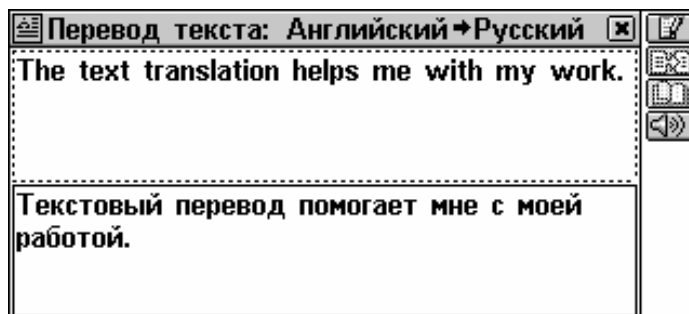 Перевод текста: Английский→Русский
The text translation helps me with my work.
Текстовый перевод помогает мне с моей
работой.